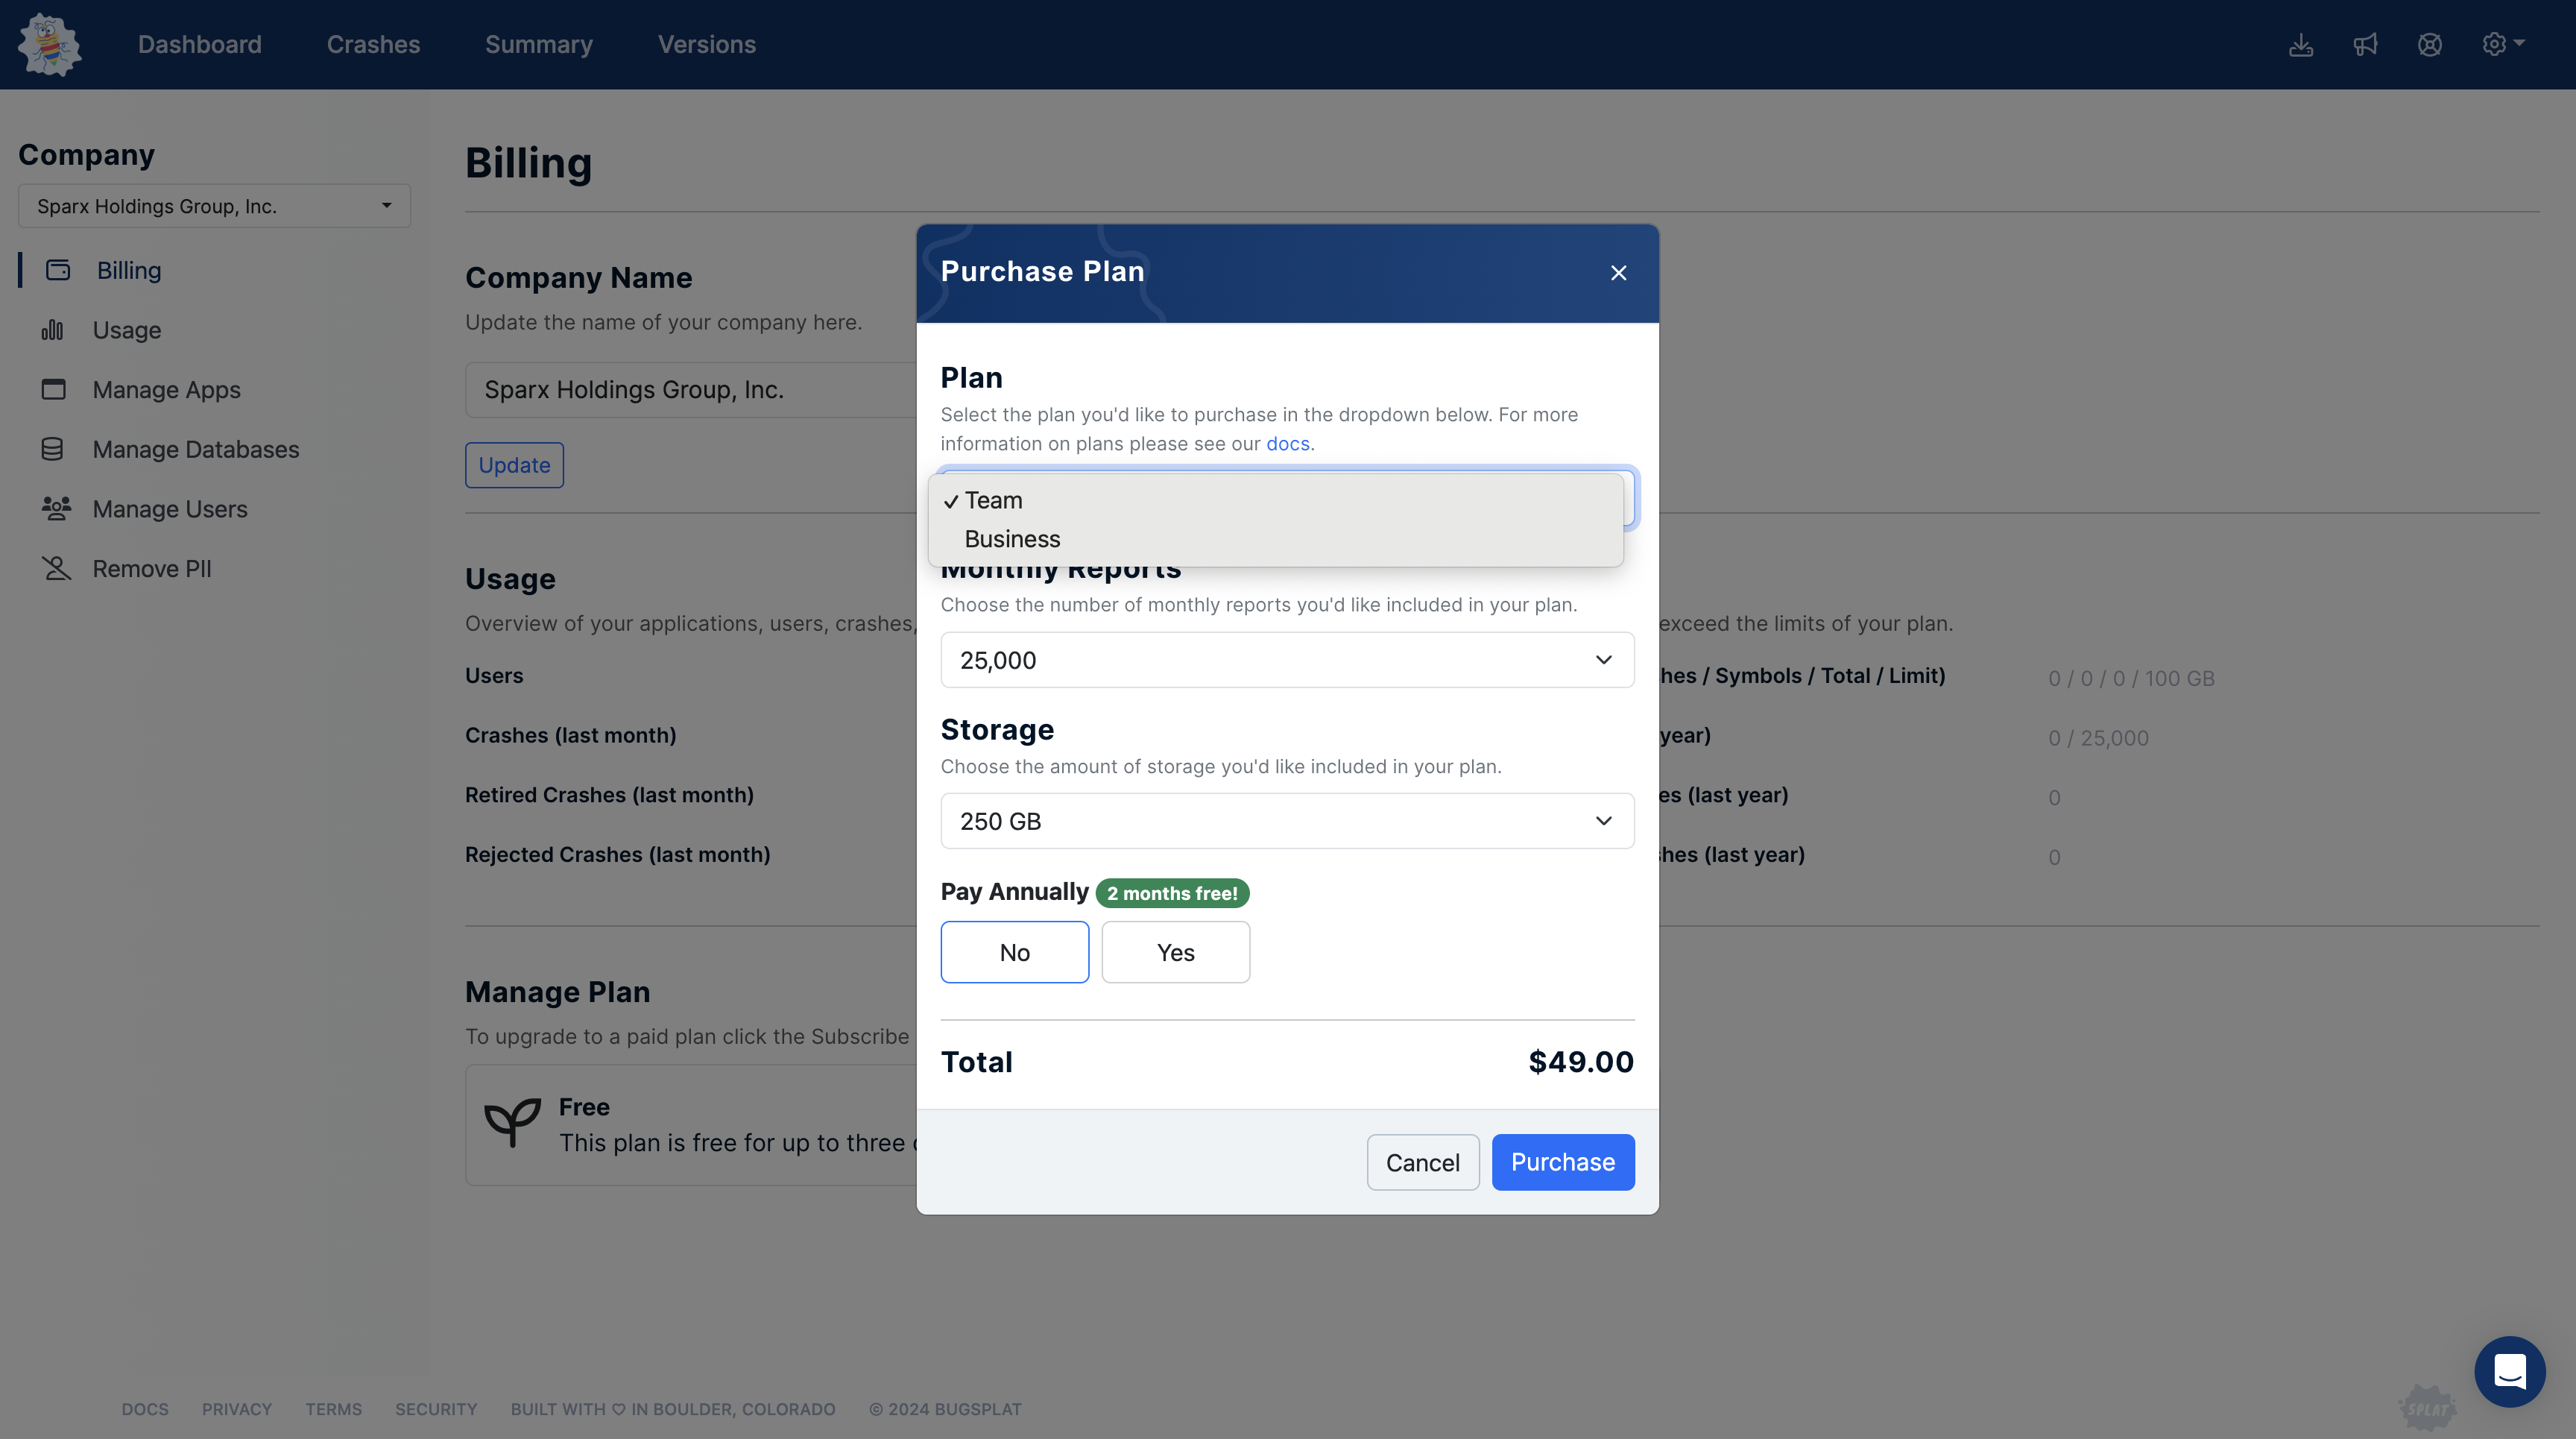 Dashboard
Crashes
Summary
Versions
Company
Sparx Holdings Group, Inc.
Billing
Usage
Manage Apps
Manage Databases
Manage Users
Remove PII
Billing
Company Name
Update the name of your company here.
Sparx Holdings Group, Inc.
Update
Usage
Overview of your applications, users, crashes,
exceed the limits of your plan.
Users
hes / Symbols / Total / Limit)
0 / 0 / 0 / 100 GB
Crashes (last month)
year)
0 / 25,000
Retired Crashes (last month)
es (last year)
0
Rejected Crashes (last month)
shes (last year)
0
Manage Plan
To upgrade to a paid plan click the Subscribe
Free
This plan is free for up to three
Purchase Plan
Plan
Select the plan you'd like to purchase in the dropdown below. For more
information on plans please see our docs.
✓ Team
Business
Monthly Reports
Choose the number of monthly reports you'd like included in your plan.
25,000
Storage
Choose the amount of storage you'd like included in your plan.
250 GB
Pay Annually 2 months free!
No
Yes
Total
$49.00
Cancel
Purchase
DOCS
PRIVACY
TERMS
SECURITY
BUILT WITH ♡ IN BOULDER, COLORADO
© 2024 BUGSPLAT
SPLAT